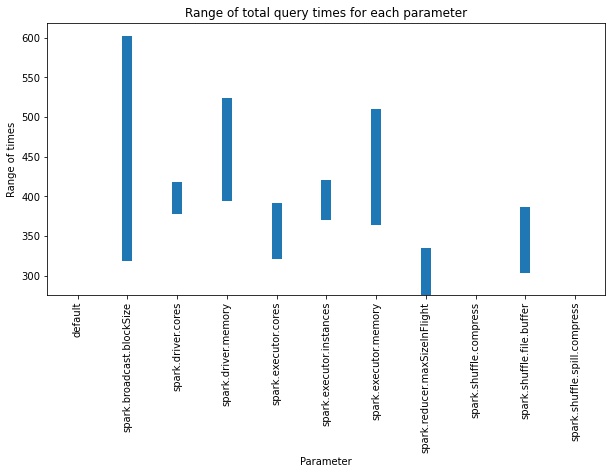 Range of total query times for each parameter
600
550
500
450
400
350
300
Range of times
default
spark.broadcast.blockSize
spark.driver.cores
spark.driver.memory
spark.executor.cores
spark.executor.instances
spark.executor.memory
spark.reducer.maxSizeInFlight
spark.shuffle.compress
spark.shuffle.file.buffer
spark.shuffle.spill.compress
Parameter